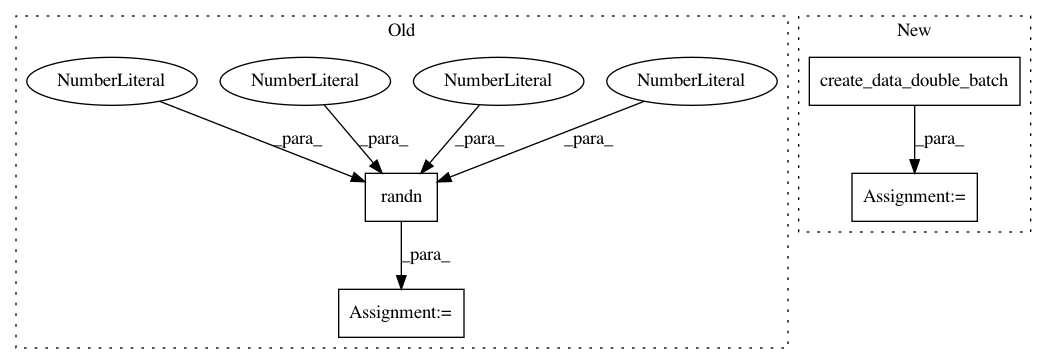 Old
New
NumberLiteral
NumberLiteral
NumberLiteral
NumberLiteral
create_data_double_batch
_para_
_para_
_para_
_para_
_para_
randn
Assignment:=
_para_
Assignment:=